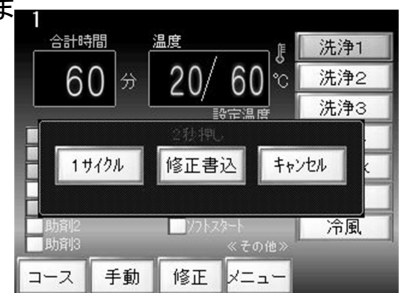 ま
1
合計時間 温度
60 分 20/ 60 ℃
設定温度
洗浄1
洗浄2
洗浄3
2秒押し
1サイクル 修正書込 キャンセル
助剤2 ソフトスタート 冷風
助剤3 ≪その他≫
コース 手動 修正 メニュー